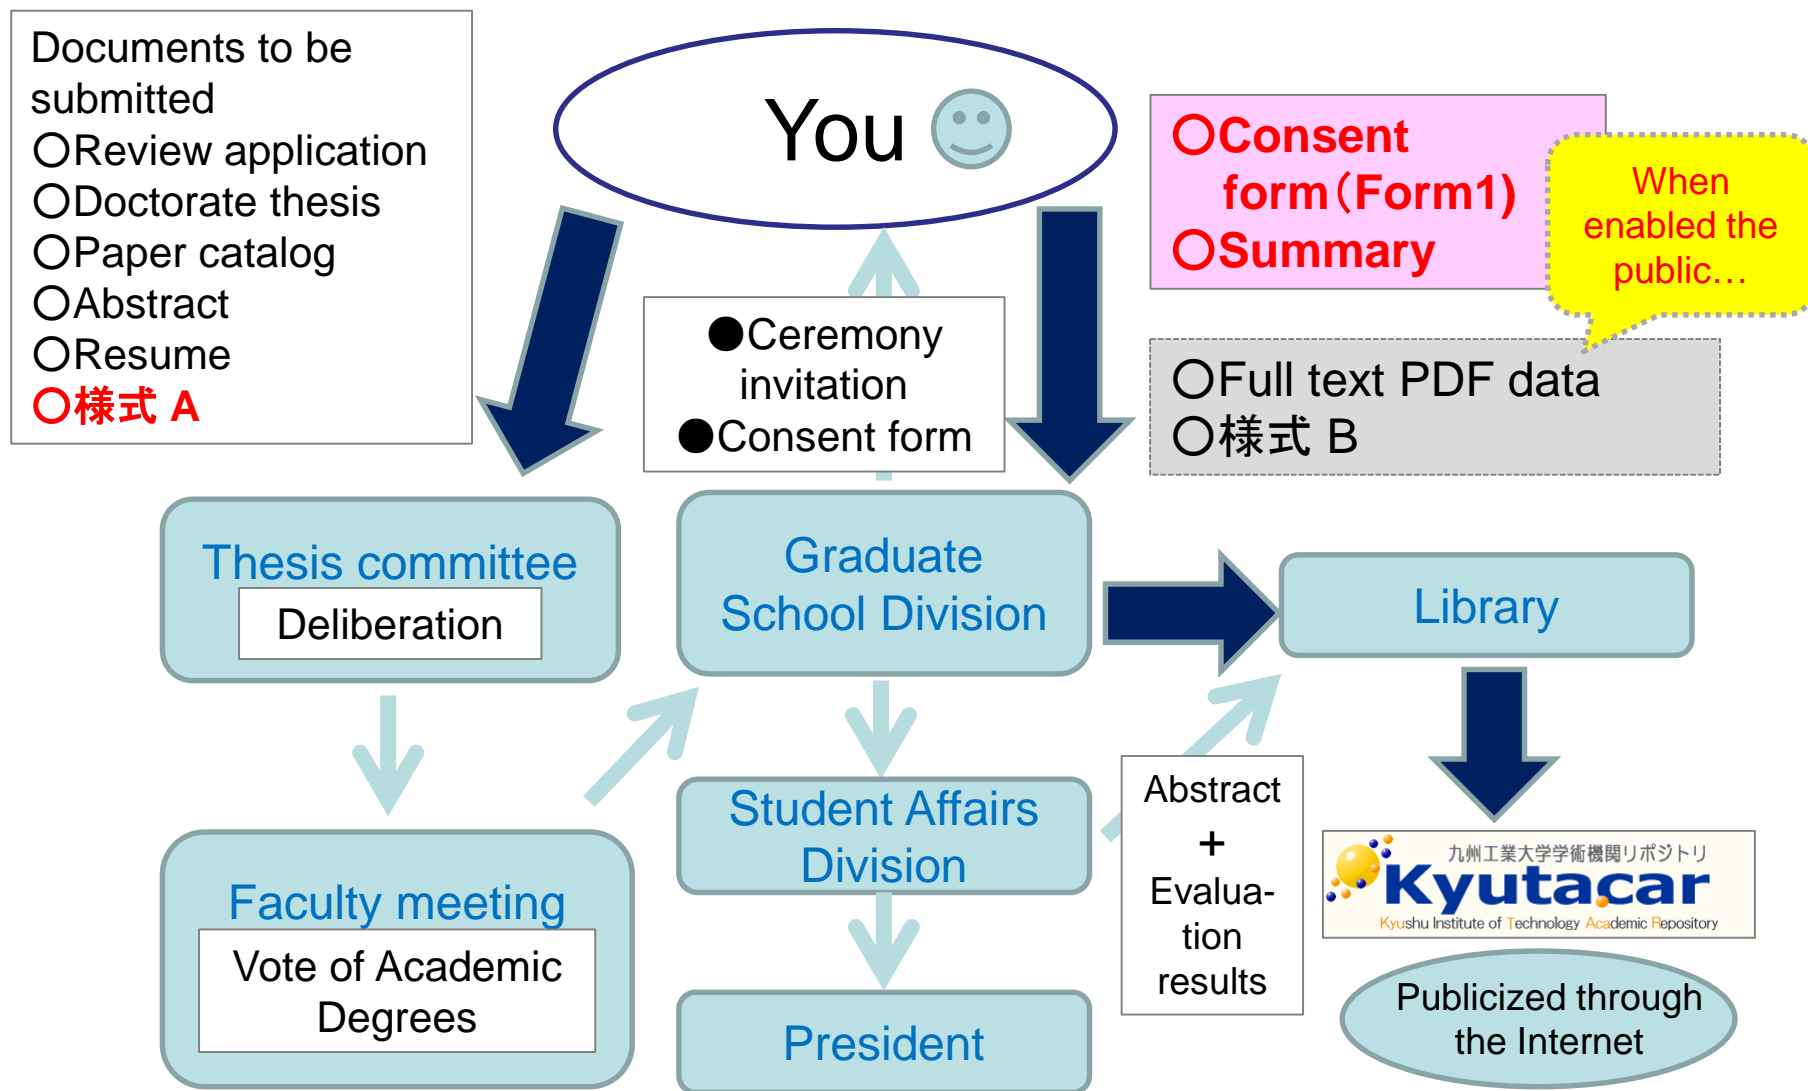 Documents to be
submitted
○Review application
○Doctorate thesis
○Paper catalog
○Abstract
○Resume
○様式 A
You
○Consent
form（Form1)
○Summary
When
enabled the
public…
○Full text PDF data
○様式 B
●Ceremony
invitation
●Consent form
Thesis committee
Deliberation
Graduate
School Division
Library
Faculty meeting
Vote of Academic
Degrees
Student Affairs
Division
President
Abstract
+
Evalua-
tion
results
九州工業大学学術機関リポジトリ
Kyutacar
Kyushu Institute of Technology Academic Repository
Publicized through
the Internet